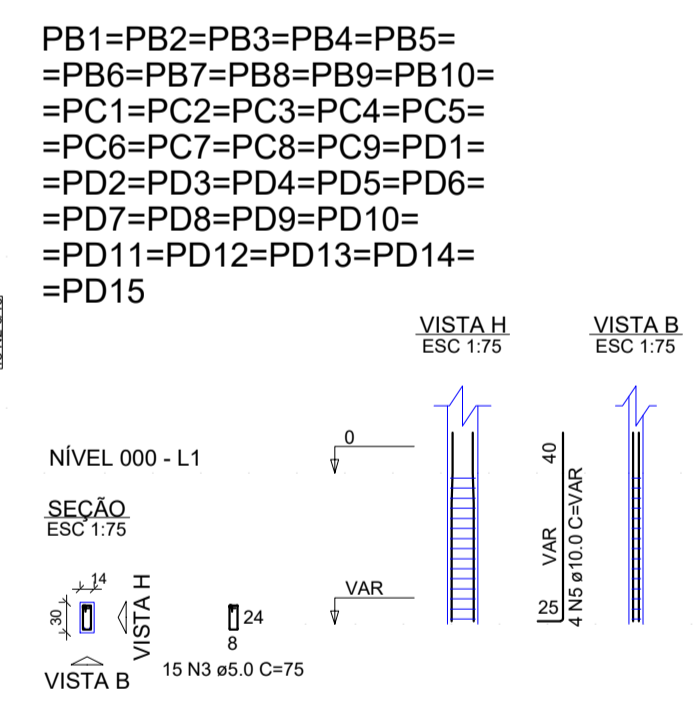 PB1=PB2=PB3=PB4=PB5=
=PB6=PB7=PB8=PB9=PB10=
=PC1=PC2=PC3=PC4=PC5=
=PC6=PC7=PC8=PC9=PD1=
=PD2=PD3=PD4=PD5=PD6=
=PD7=PD8=PD9=PD10=
=PD11=PD12=PD13=PD14=
=PD15
VISTA H
ESC 1:75
VISTA B
ESC 1:75
NÍVEL 000 - L1
0
40
VAR
25
4 N5 ø10.0 C=VAR
SEÇÃO
ESC 1:75
14
30
VISTA H
VISTA B
24
8
15 N3 ø5.0 C=75
VAR